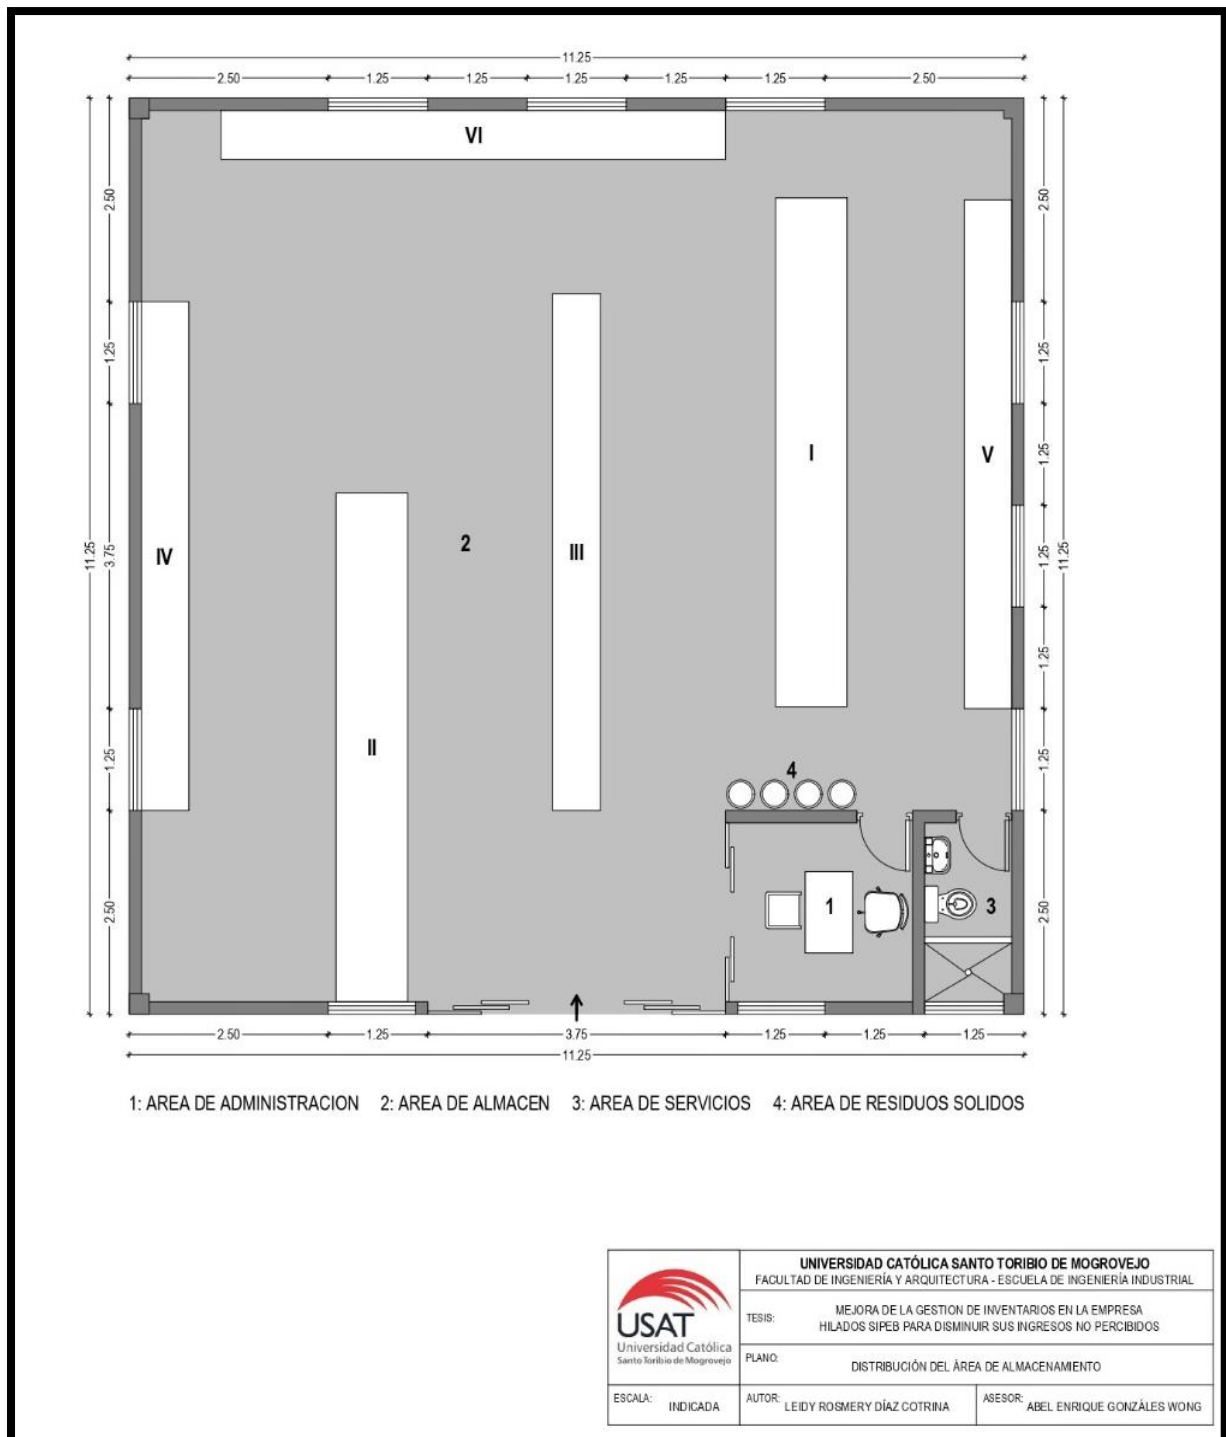 11.25
2.50 1.25 1.25 1.25 1.25 1.25 2.50
VI
2.50 2.50
1.25 1.25
I
V
1.25
11.25 3.75 IV 2 III 1.25 11.25
1.25
II
1.25 4 1.25
2.50 1 3 2.50
2.50 1.25 3.75 1.25 1.25 1.25
11.25
1: AREA DE ADMINISTRACION 2: AREA DE ALMACEN 3: AREA DE SERVICIOS 4: AREA DE RESIDUOS SOLIDOS
USAT
Universidad Católica
Santo Toribio de Mogrovejo
UNIVERSIDAD CATÓLICA SANTO TORIBIO DE MOGROVEJO
FACULTAD DE INGENIERÍA Y ARQUITECTURA - ESCUELA DE INGENIERÍA INDUSTRIAL
TESIS: MEJORA DE LA GESTION DE INVENTARIOS EN LA EMPRESA
HILADOS SIPEB PARA DISMINUIR SUS INGRESOS NO PERCIBIDOS
PLANO: DISTRIBUCIÓN DEL ÀREA DE ALMACENAMIENTO
ESCALA: INDICADA
AUTOR: LEIDY ROSMERY DÍAZ COTRINA
ASESOR: ABEL ENRIQUE GONZÁLES WONG